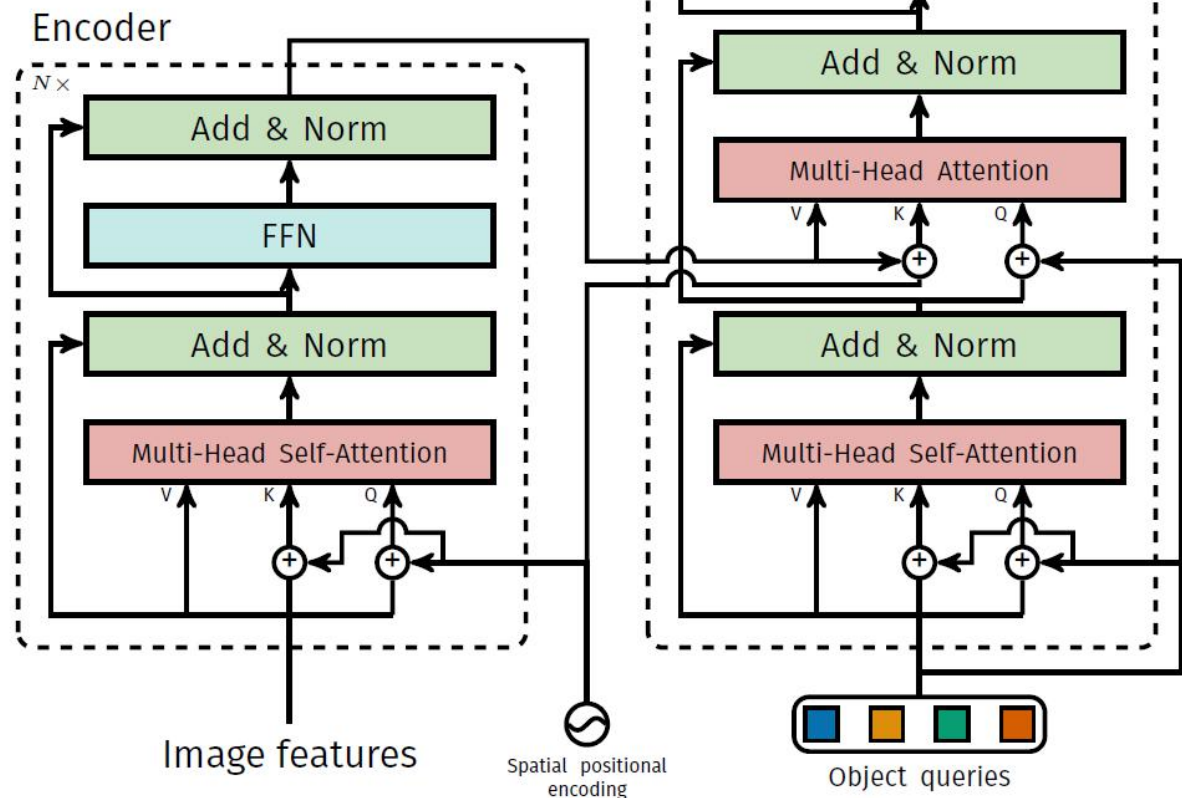 Encoder
N ×
Add & Norm
FFN
Add & Norm
Multi-Head Self-Attention
V K Q
Image features
Spatial positional
encoding
Add & Norm
Multi-Head Attention
V K Q
+ +
Add & Norm
Multi-Head Self-Attention
V K Q
+ +
+ +
Object queries